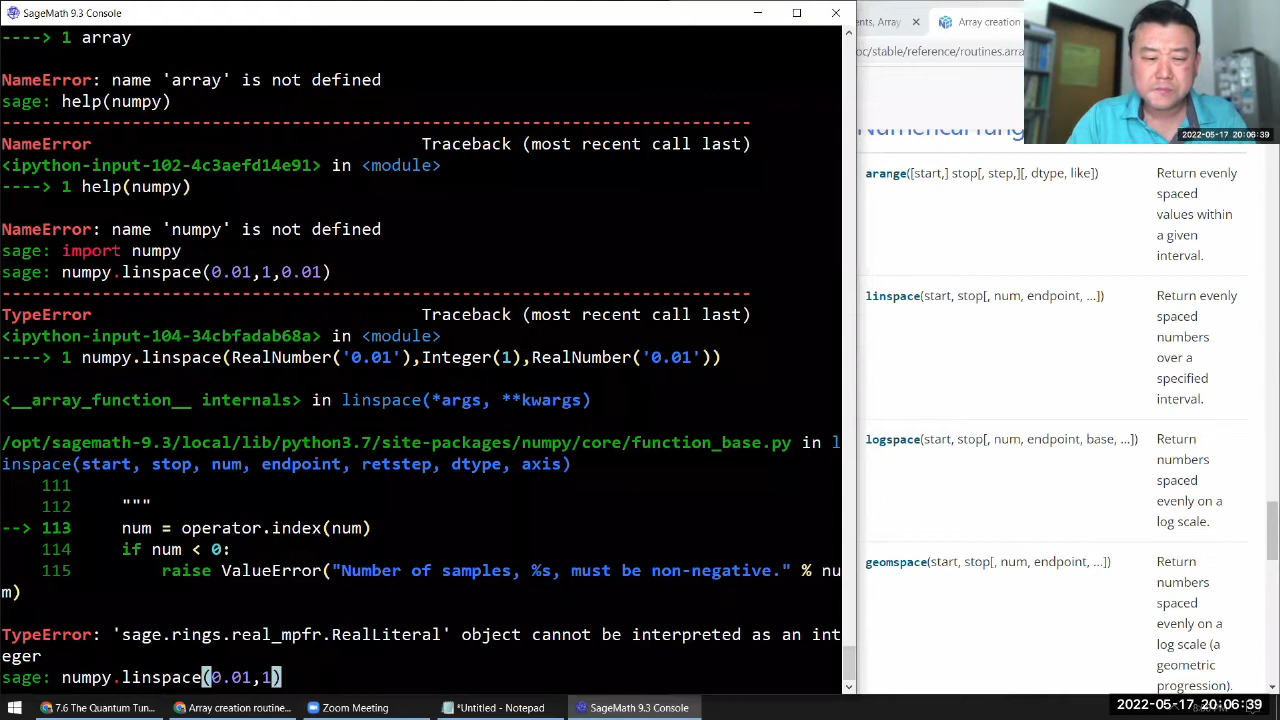 SageMath 9.3 Console
----> 1 array
NameError: name 'array' is not defined
sage: help(numpy)
---------------------------------------------------------------------------
NameError                                 Traceback (most recent call last)
<ipython-input-102-4c3aefd14e91> in <module>
----> 1 help(numpy)
NameError: name 'numpy' is not defined
sage: import numpy
sage: numpy.linspace(0.01,1,0.01)
---------------------------------------------------------------------------
TypeError                                 Traceback (most recent call last)
<ipython-input-104-34cbfadab68a> in <module>
----> 1 numpy.linspace(RealNumber('0.01'),Integer(1),RealNumber('0.01'))
<__array_function__ internals> in linspace(*args, **kwargs)
/opt/sagemath-9.3/local/lib/python3.7/site-packages/numpy/core/function_base.py in l
inspace(start, stop, num, endpoint, retstep, dtype, axis)
111
112     """
--> 113     num = operator.index(num)
114     if num < 0:
115         raise ValueError("Number of samples, %s, must be non-negative." % nu
m)
TypeError: 'sage.rings.real_mpfr.RealLiteral' object cannot be interpreted as an int
eger
sage: numpy.linspace(0.01,1)
ents, Array
Array creation
oc/stable/reference/routines.arra
2022-05-17 20:06:39
Numerical rang
arange([start,] stop[, step,][, dtype, like])
Return evenly
spaced
values within
a given
interval.
linspace(start, stop[, num, endpoint, ...])
Return evenly
spaced
numbers
over a
specified
interval.
logspace(start, stop[, num, endpoint, base, ...])
Return
numbers
spaced
evenly on a
log scale.
geomspace(start, stop[, num, endpoint, ...])
Return
numbers
spaced
evenly on a
log scale (a
geometric
progression).
7.6 The Quantum Tun...
Array creation routine...
Zoom Meeting
*Untitled - Notepad
SageMath 9.3 Console
2022-05-17 20:06:39